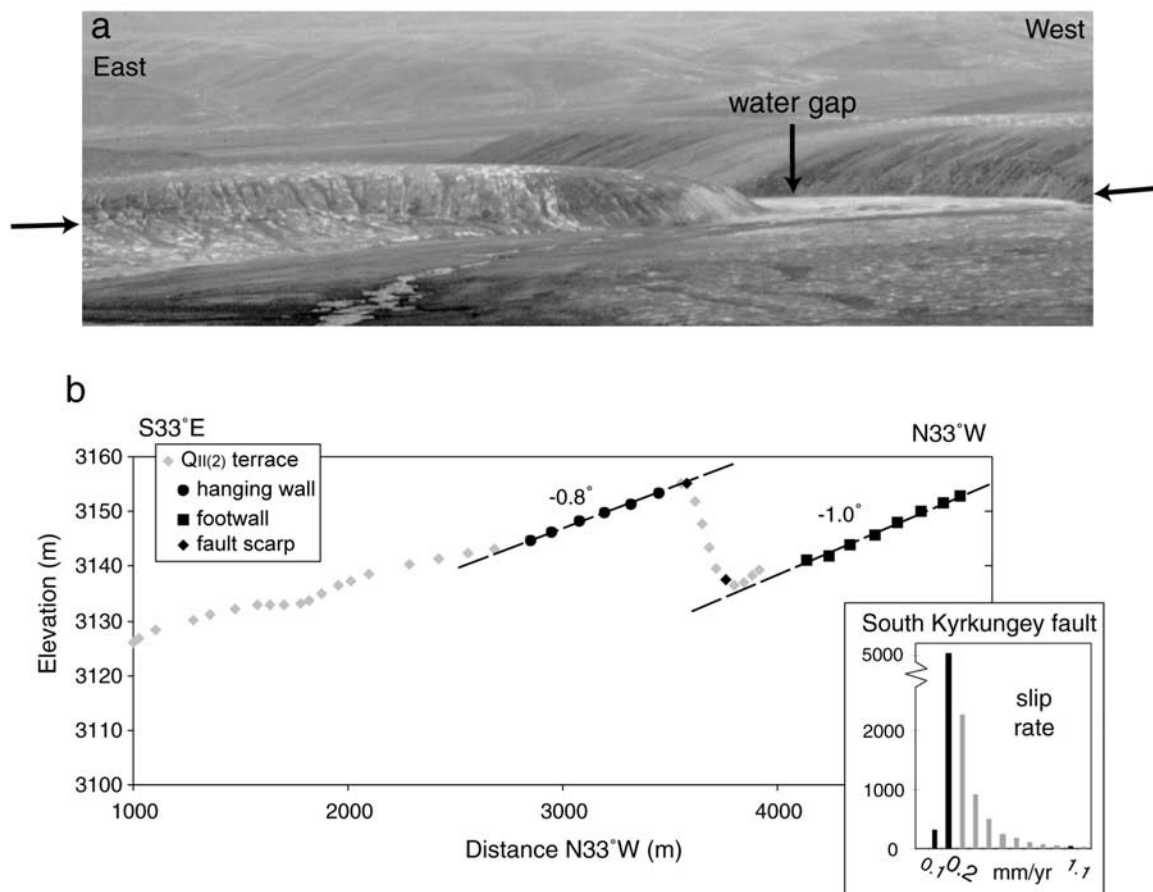 a
East
West
water gap
b
S33˚E
N33˚W
QII(2) terrace
hanging wall
footwall
fault scarp
-0.8˚
-1.0˚
3160
3150
3140
3130
3120
3110
3100
Elevation (m)
1000
2000
3000
4000
Distance N33˚W (m)
South Kyrkungey fault
5000
2000
1000
0
slip
rate
0.1
0.2
mm/yr
1.1